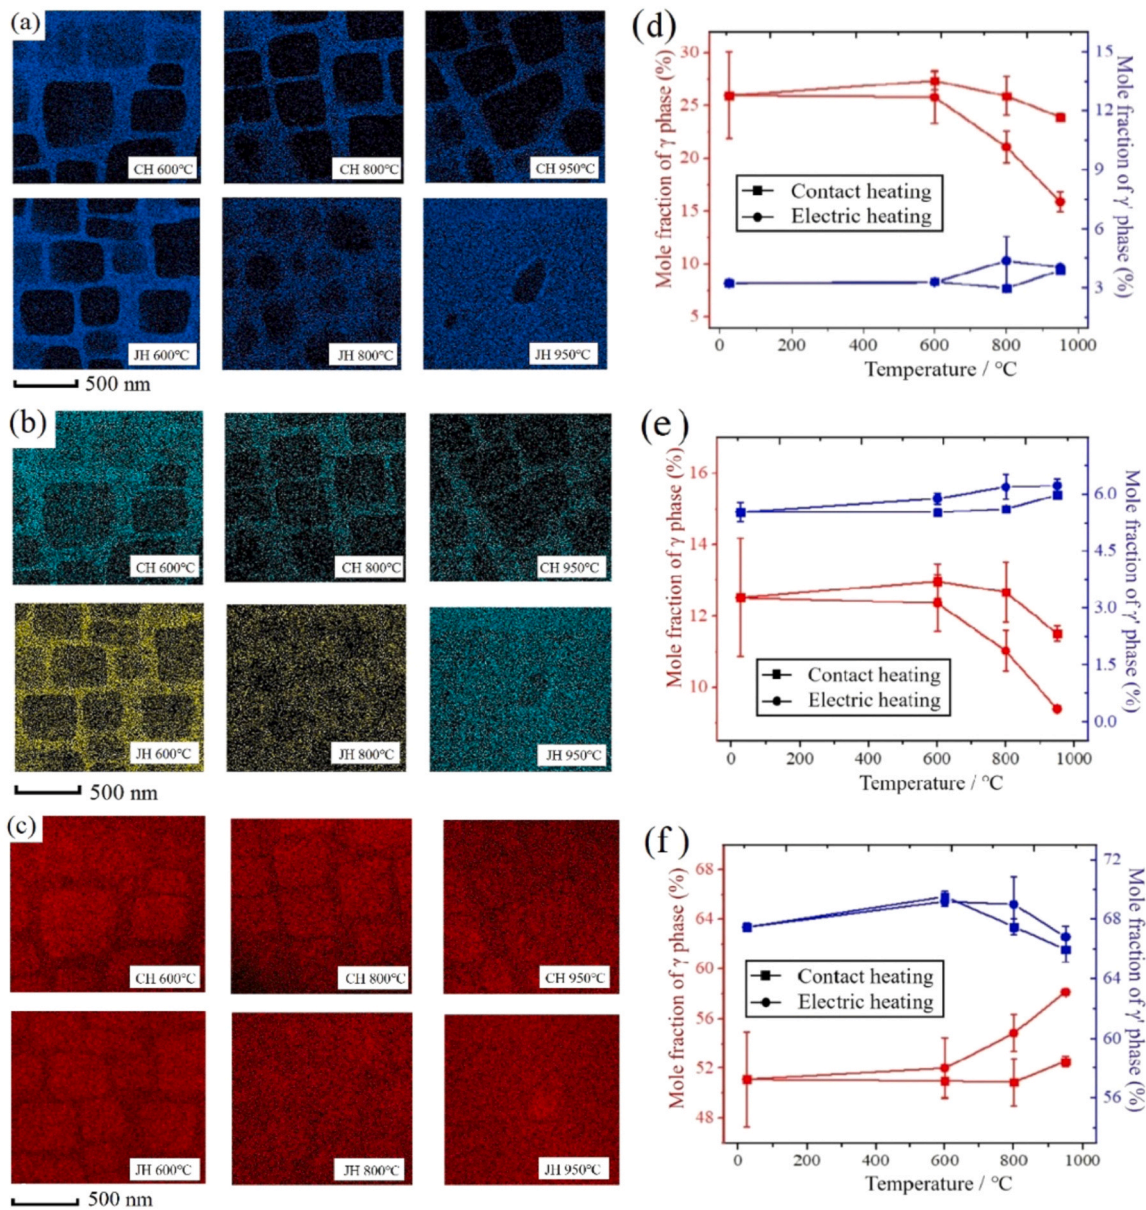 (a)
CH 600℃
CH 800℃
CH 950℃
JH 600℃
JH 800℃
JH 950℃
500 nm
(b)
CH 600℃
CH 800℃
CH 950℃
JH 600℃
JH 800℃
JH 950℃
500 nm
(c)
CH 600℃
CH 800℃
CH 950℃
JH 600℃
JH 800℃
JH 950℃
500 nm
(d)
Mole fraction of γ phase (%)
30
25
20
15
10
5
Contact heating
Electric heating
15
12
9
6
3
Mole fraction of γ' phase (%)
0 200 400 600 800 1000
Temperature / ℃
(e)
Mole fraction of γ phase (%)
16
14
12
10
Contact heating
Electric heating
6.0
4.5
3.0
1.5
0.0
Mole fraction of γ' phase (%)
0 200 400 600 800 1000
Temperature / ℃
(f)
Mole fraction of γ phase (%)
68
64
60
56
52
48
Contact heating
Electric heating
72
68
64
60
56
Mole fraction of γ' phase (%)
0 200 400 600 800 1000
Temperature / ℃